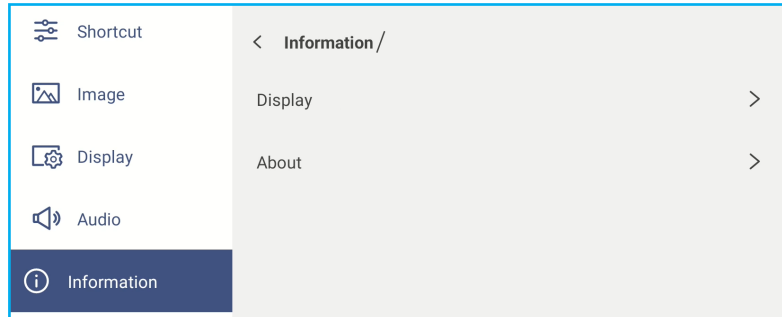 Shortcut
Image
Display
Audio
Information
Information /
Display
About